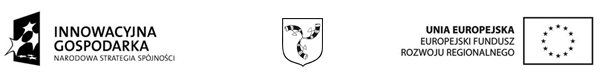 INNOWACYJNA
GOSPODARKA
NARODOWA STRATEGIA SPÓJNOŚCI
UNIA EUROPEJSKA
EUROPEJSKI FUNDUSZ
ROZWOJU REGIONALNEGO